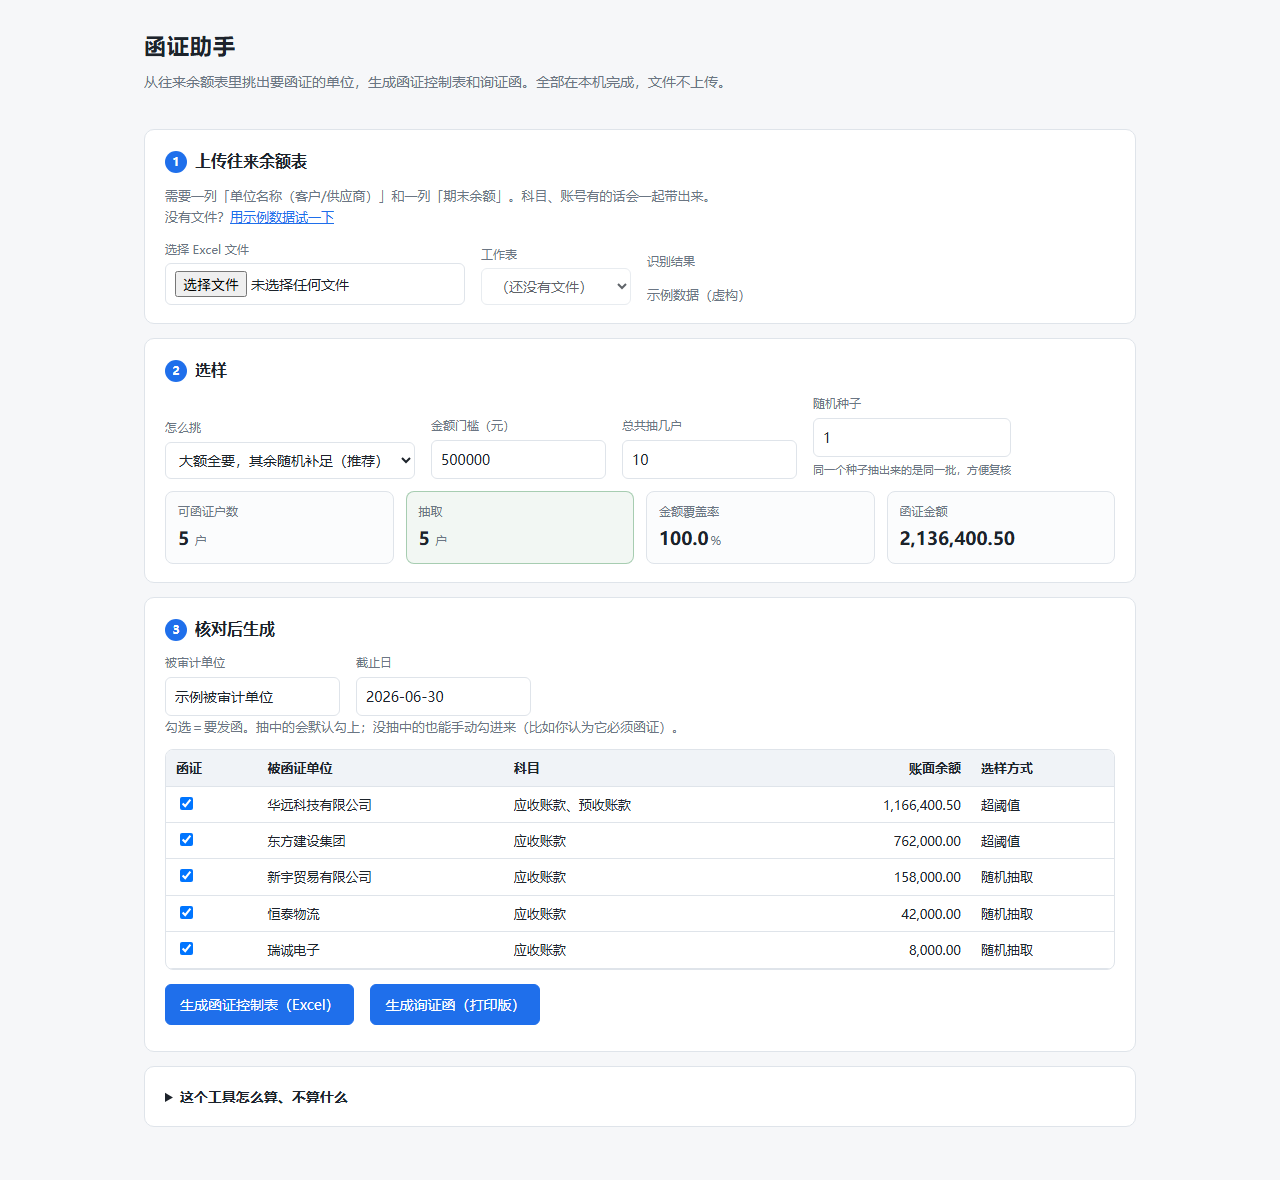 函证助手
从往来余额表里挑出要函证的单位，生成函证控制表和询证函。全部在本机完成，文件不上传。
1 上传往来余额表
需要一列「单位名称（客户/供应商）」和一列「期末余额」。科目、账号有的话会一起带出来。
没有文件？用示例数据试一下
选择 Excel 文件
选择文件 未选择任何文件
工作表
（还没有文件）
识别结果
示例数据（虚构）
2 选样
怎么挑
大额全要，其余随机补足（推荐）
金额门槛（元）
500000
总共抽几户
10
随机种子
1
同一个种子抽出来的是同一批，方便复核
可函证户数
5 户
抽取
5 户
金额覆盖率
100.0%
函证金额
2,136,400.50
3 核对后生成
被审计单位
示例被审计单位
截止日
2026-06-30
勾选＝要发函。抽中的会默认勾上；没抽中的也能手动勾进来（比如你认为它必须函证）。
函证 被函证单位 科目 账面余额 选样方式
华远科技有限公司 应收账款、预收账款 1,166,400.50 超阈值
东方建设集团 应收账款 762,000.00 超阈值
新宇贸易有限公司 应收账款 158,000.00 随机抽取
恒泰物流 应收账款 42,000.00 随机抽取
瑞诚电子 应收账款 8,000.00 随机抽取
生成函证控制表（Excel） 生成询证函（打印版）
这个工具怎么算、不算什么